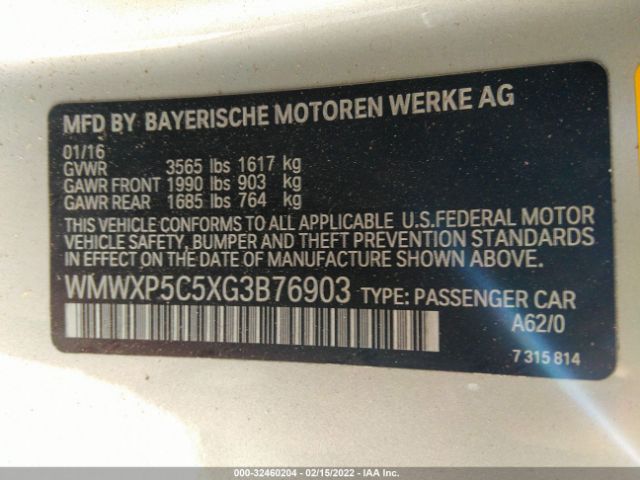 MFD BY BAYERISCHE MOTOREN WERKE AG
01/16
GVWR 3565 lbs 1617 kg
GAWR FRONT 1990 lbs 903 kg
GAWR REAR 1685 lbs 764 kg
THIS VEHICLE CONFORMS TO ALL APPLICABLE U.S.FEDERAL MOTOR
VEHICLE SAFETY, BUMPER AND THEFT PREVENTION STANDARDS
IN EFFECT ON THE DATE OF MANUFACTURE SHOWN ABOVE.
WMWXP5C5XG3B76903 TYPE: PASSENGER CAR
A62/0
7 315 814
000-32460204 - 02/15/2022 - IAA Inc.